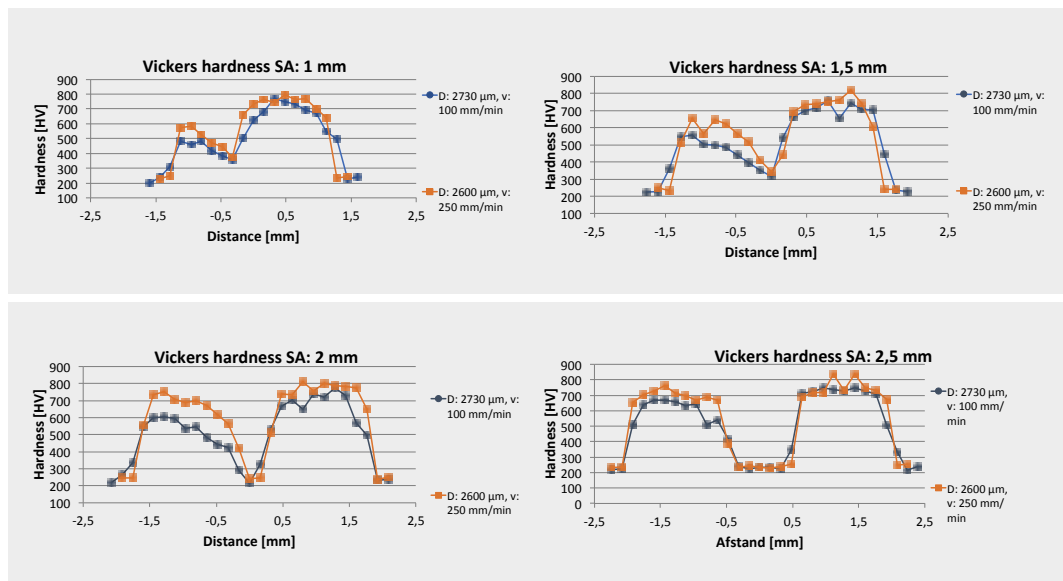 Vickers hardness SA: 1 mm
Hardness [HV]
900
800
700
600
500
400
300
200
100
-2,5
-1,5
-0,5
0,5
1,5
2,5
Distance [mm]
D: 2730 µm, v:
100 mm/min
D: 2600 µm, v:
250 mm/min
Vickers hardness SA: 1,5 mm
Hardness [HV]
900
800
700
600
500
400
300
200
100
-2,5
-1,5
-0,5
0,5
1,5
2,5
Distance [mm]
D: 2730 µm, v:
100 mm/min
D: 2600 µm, v:
250 mm/min
Vickers hardness SA: 2 mm
Hardness [HV]
900
800
700
600
500
400
300
200
100
-2,5
-1,5
-0,5
0,5
1,5
2,5
Distance [mm]
D: 2730 µm, v:
100 mm/min
D: 2600 µm, v:
250 mm/min
Vickers hardness SA: 2,5 mm
Hardness [HV]
900
800
700
600
500
400
300
200
100
0
-2,5
-1,5
-0,5
0,5
1,5
2,5
Afstand [mm]
D: 2730 µm,
v: 100 mm/
min
D: 2600 µm,
v: 250 mm/
min